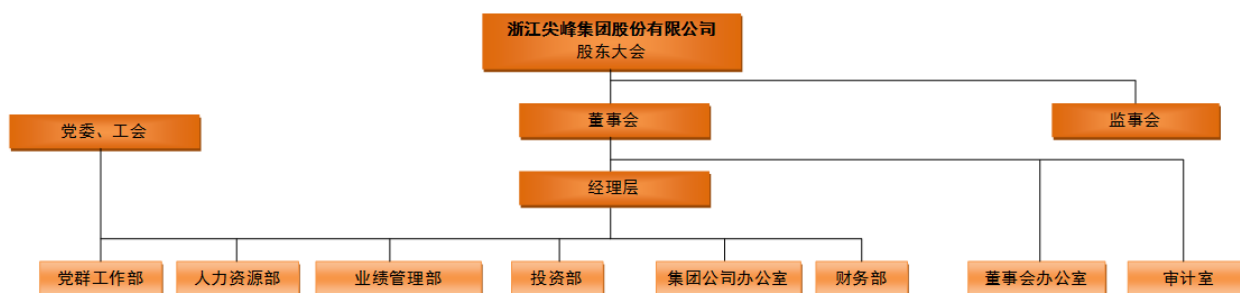 浙江尖峰集团股份有限公司
股东大会
党委、工会
董事会
监事会
经理层
党群工作部
人力资源部
业绩管理部
投资部
集团公司办公室
财务部
董事会办公室
审计室